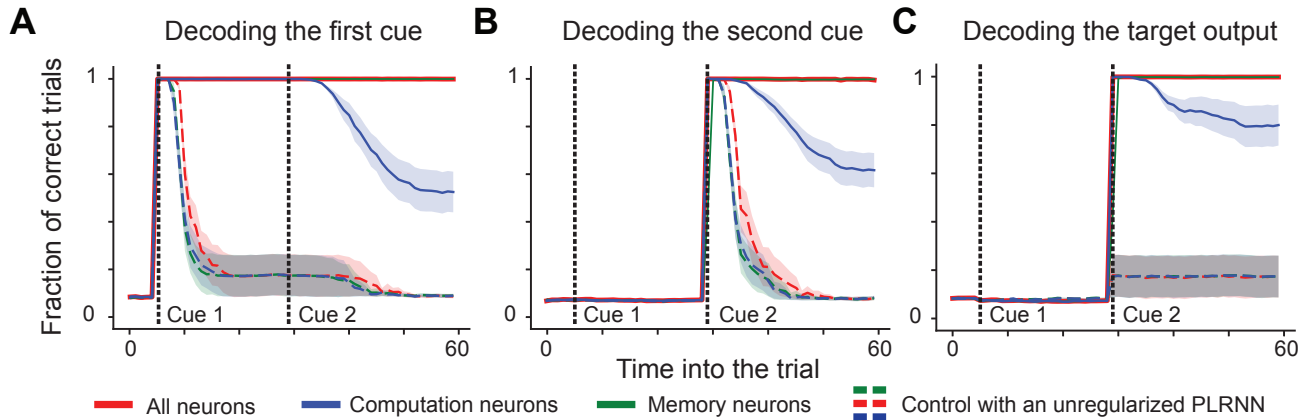 A Decoding the first cue
B Decoding the second cue
C Decoding the target output
Fraction of correct trials
1
0
Cue 1
Cue 2
0
60
1
0
Cue 1
Cue 2
0
60
1
0
Cue 1
Cue 2
0
60
Time into the trial
All neurons
Computation neurons
Memory neurons
Control with an unregularized PLRNN